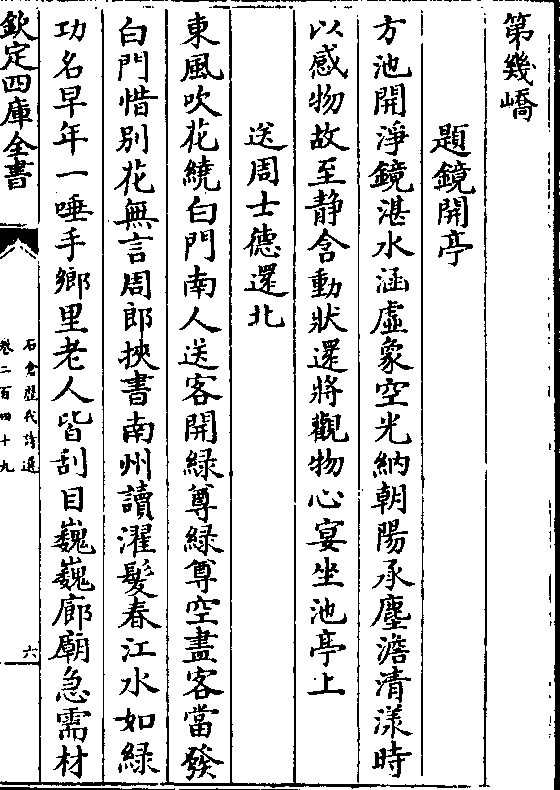 第幾嶠
題鏡開亭
方池開淨鏡湛水涵虛象空光納朝陽承塵澹清漾時
以感物故至静含動狀還將觀物心宴坐池亭上
送周士德還北
東風吹花繞白門南人送客開緑尊緑尊空盡客當發
白門惜别花無言周郎挾書南州讀濯髮春江水如緑
功名早年一唾手鄉里老人皆刮目巍巍廊廟急需材
欽定四庫全書
石倉歷代詩選
卷二百四十九
六